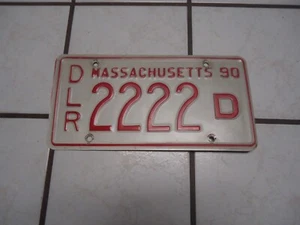 MASSACHUSETTS 90
DLR 2222 D